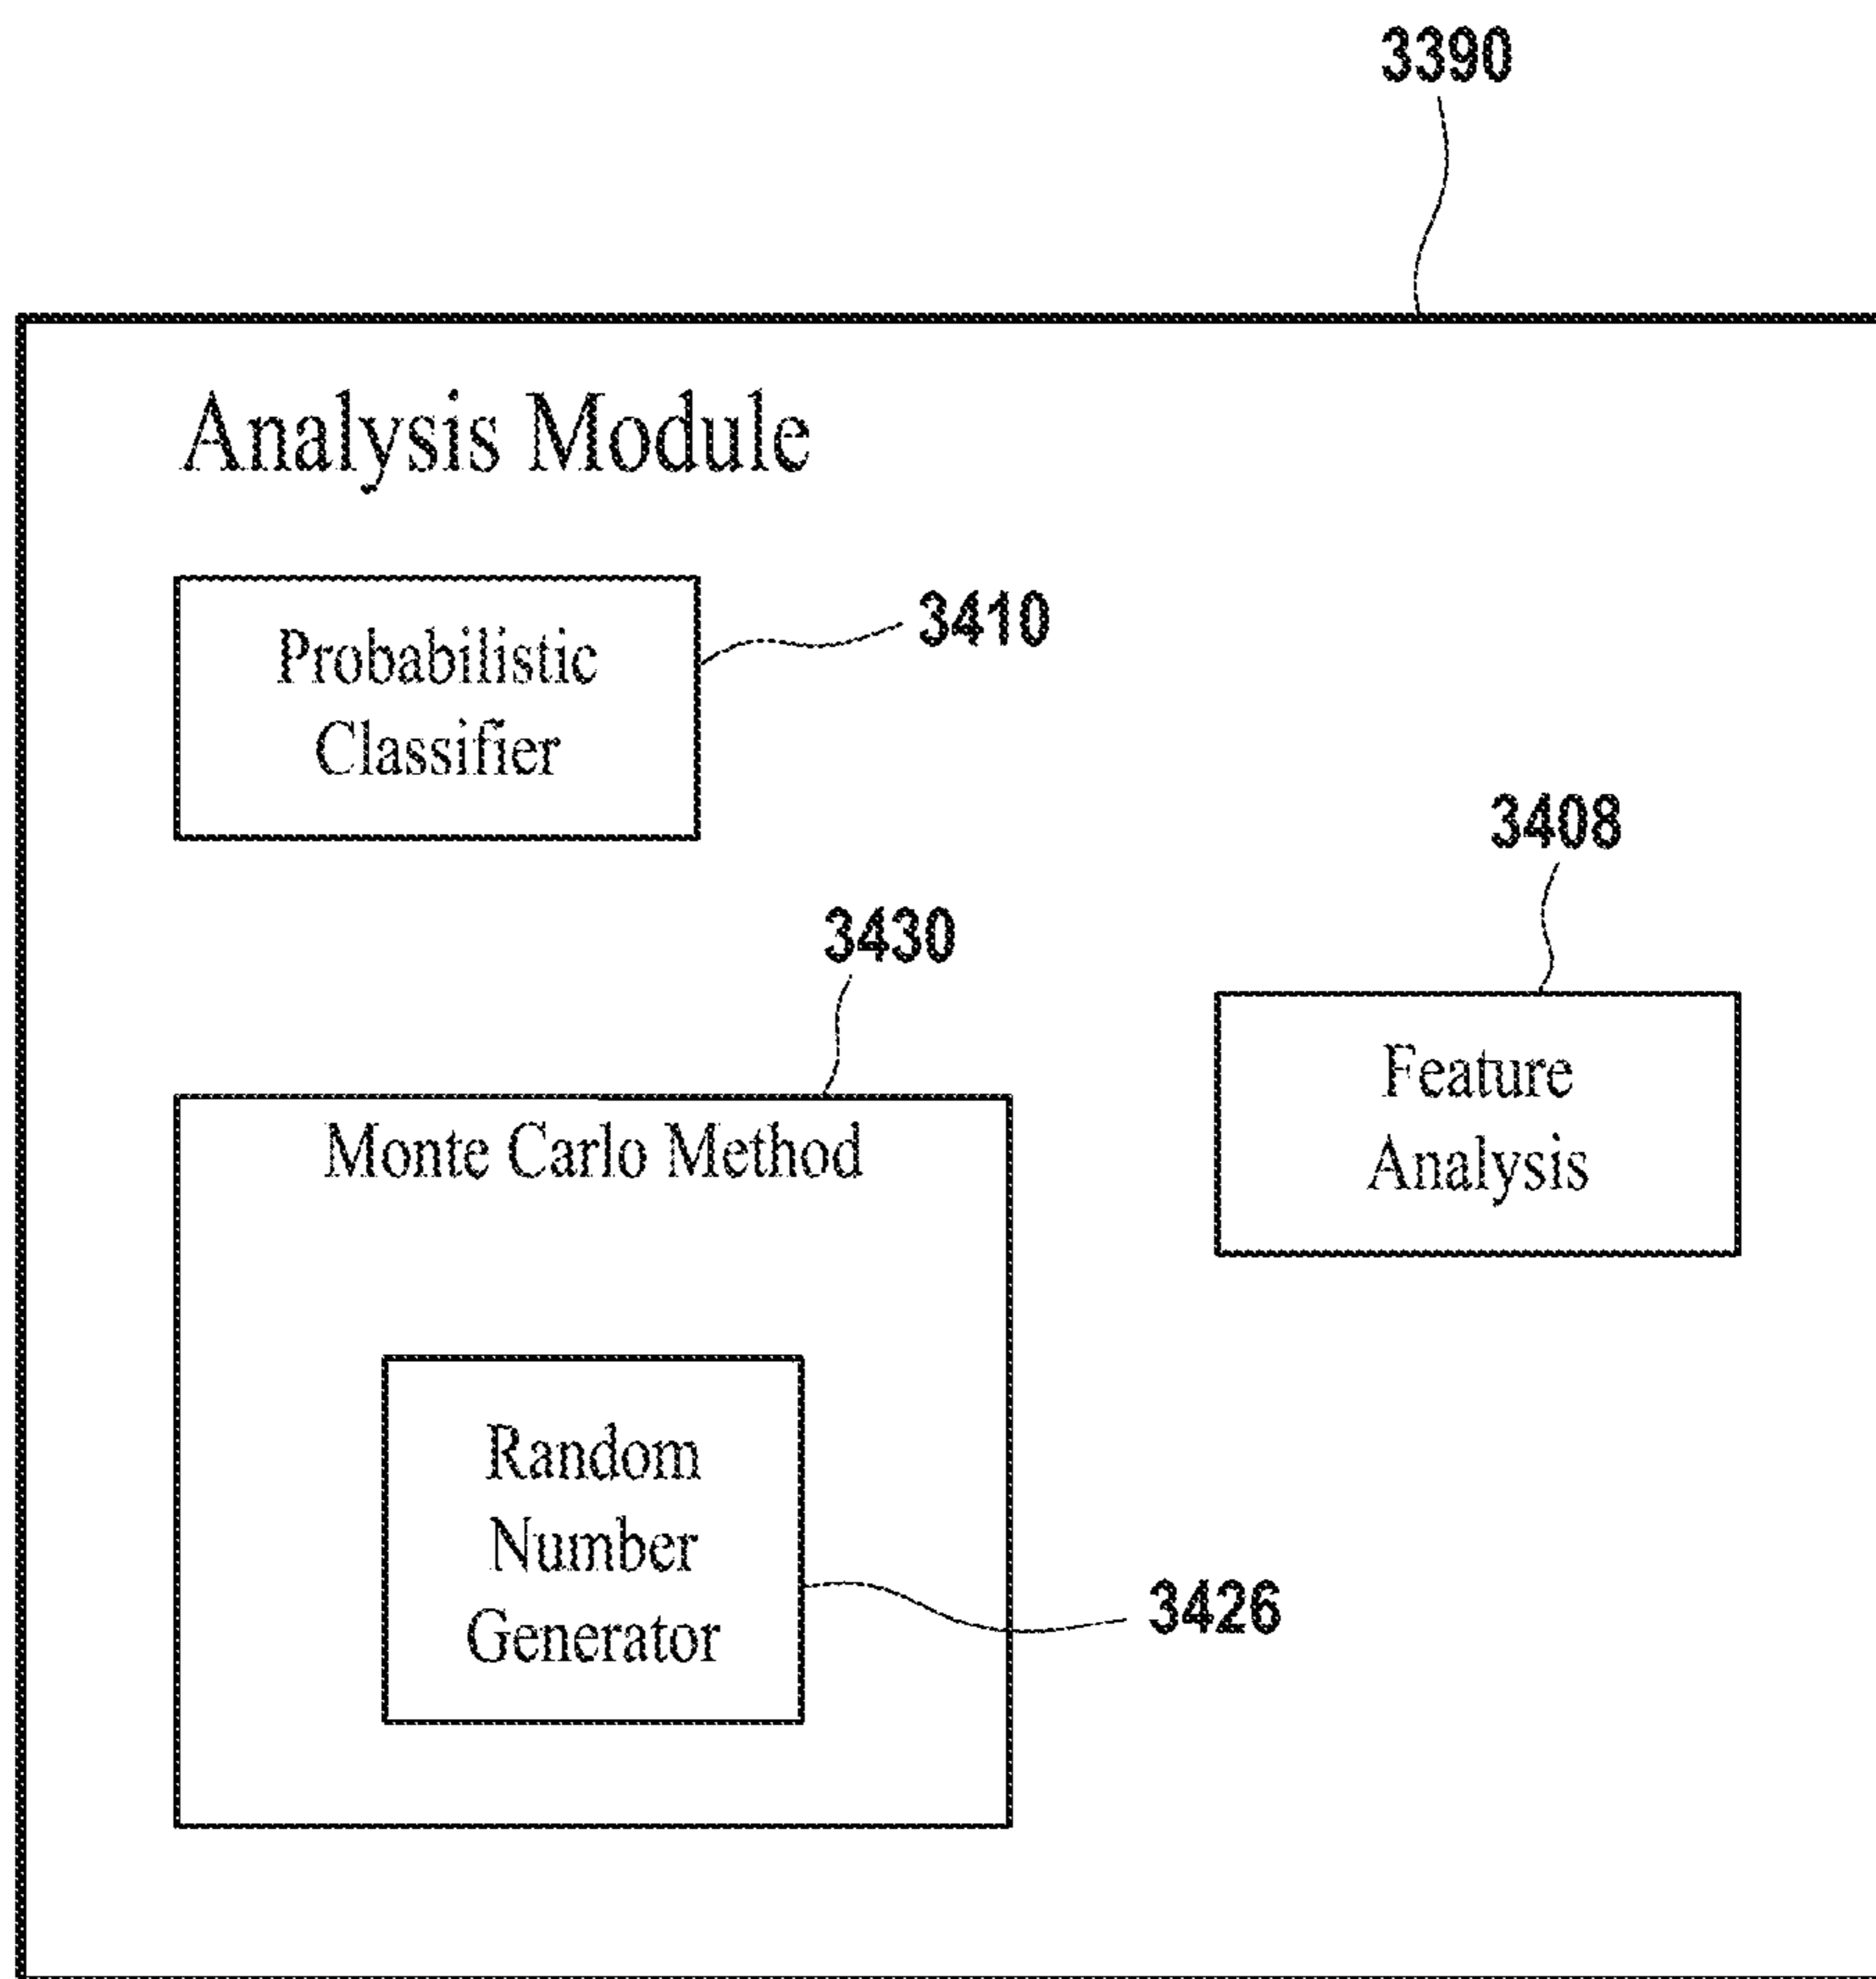 3390
Analysis Module
Probabilistic
Classifier
3410
3408
3430
Feature
Analysis
Monte Carlo Method
Random
Number
Generator
3426